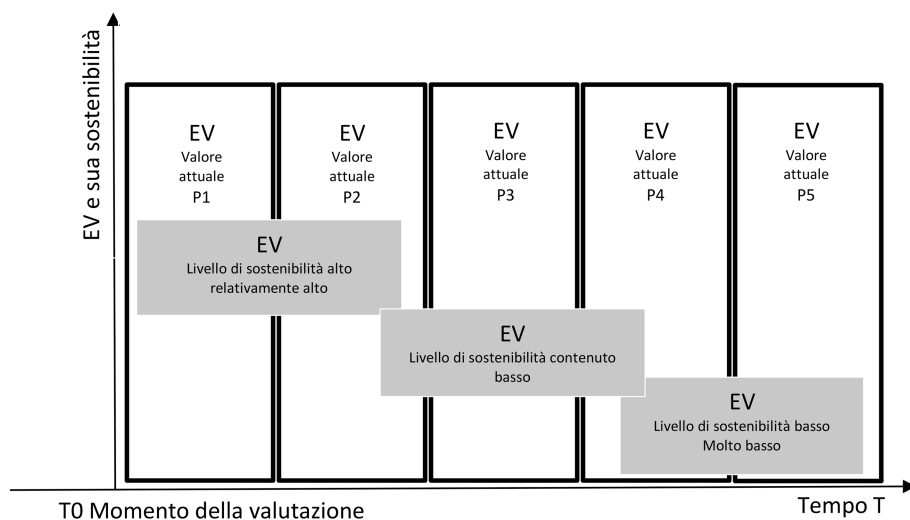 EV e sua sostenibilità
EV
Valore
attuale
P1
EV
Valore
attuale
P2
EV
Valore
attuale
P3
EV
Valore
attuale
P4
EV
Valore
attuale
P5
EV
Livello di sostenibilità alto
relativamente alto
EV
Livello di sostenibilità contenuto
basso
EV
Livello di sostenibilità basso
Molto basso
T0 Momento della valutazione
Tempo T